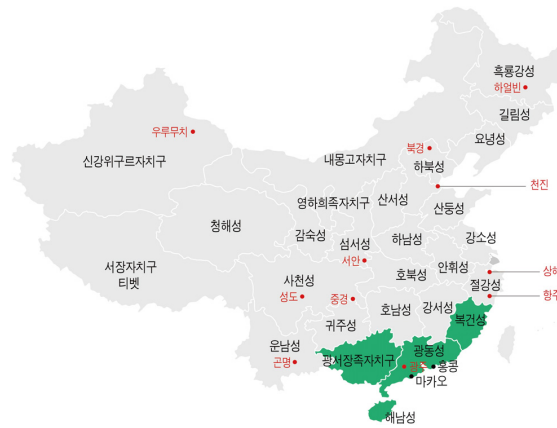 흑룡강성
하얼빈
길림성
요녕성
우루무치
북경
내몽고자치구
신강위구르자치구
하북성
천진
영하회족자치구
산서성
산둥성
청해성
감숙성
섬서성
하남성
강소성
서안
서장자치구
티벳
호북성
안휘성
상해
사천성
절강성
성도
중경
항주
호남성
강서성
귀주성
복건성
운남성
곤명
광서장족자치구
광동성
홍콩
마카오
해남성